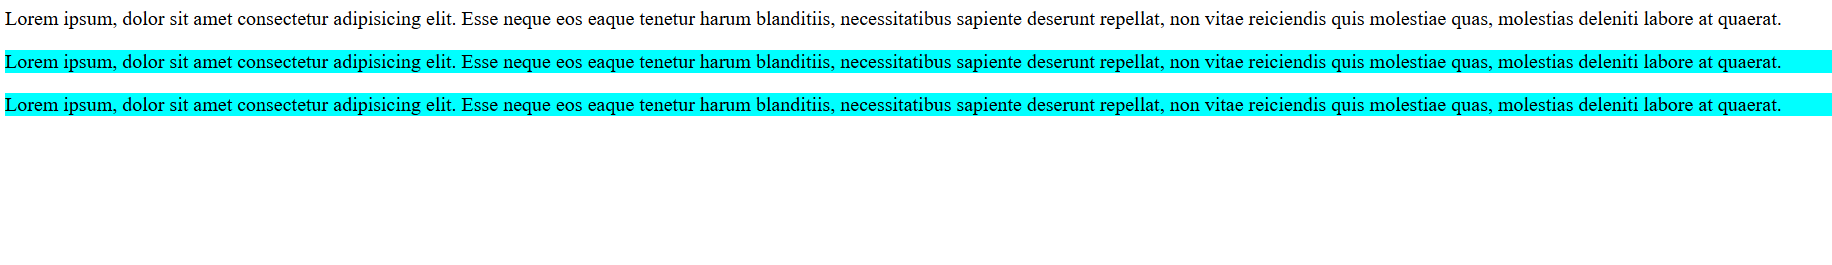 Lorem ipsum, dolor sit amet consectetur adipisicing elit. Esse neque eos eaque tenetur harum blanditiis, necessitatibus sapiente deserunt repellat, non vitae reiciendis quis molestiae quas, molestias deleniti labore at quaerat.
Lorem ipsum, dolor sit amet consectetur adipisicing elit. Esse neque eos eaque tenetur harum blanditiis, necessitatibus sapiente deserunt repellat, non vitae reiciendis quis molestiae quas, molestias deleniti labore at quaerat.
Lorem ipsum, dolor sit amet consectetur adipisicing elit. Esse neque eos eaque tenetur harum blanditiis, necessitatibus sapiente deserunt repellat, non vitae reiciendis quis molestiae quas, molestias deleniti labore at quaerat.